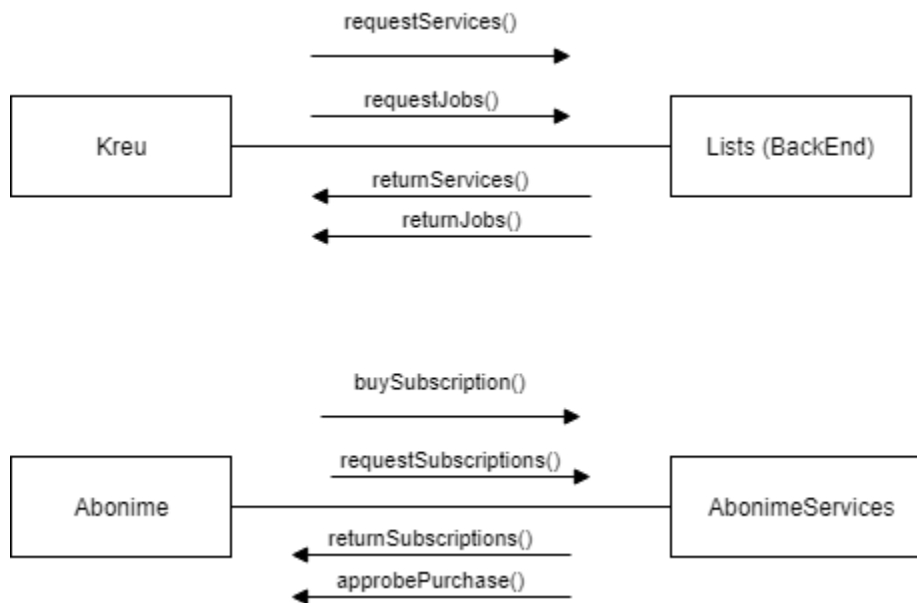 requestServices()
requestJobs()
Kreu
Lists (BackEnd)
returnServices()
returnJobs()
buySubscription()
requestSubscriptions()
Abonime
AbonimeServices
returnSubscriptions()
approbePurchase()